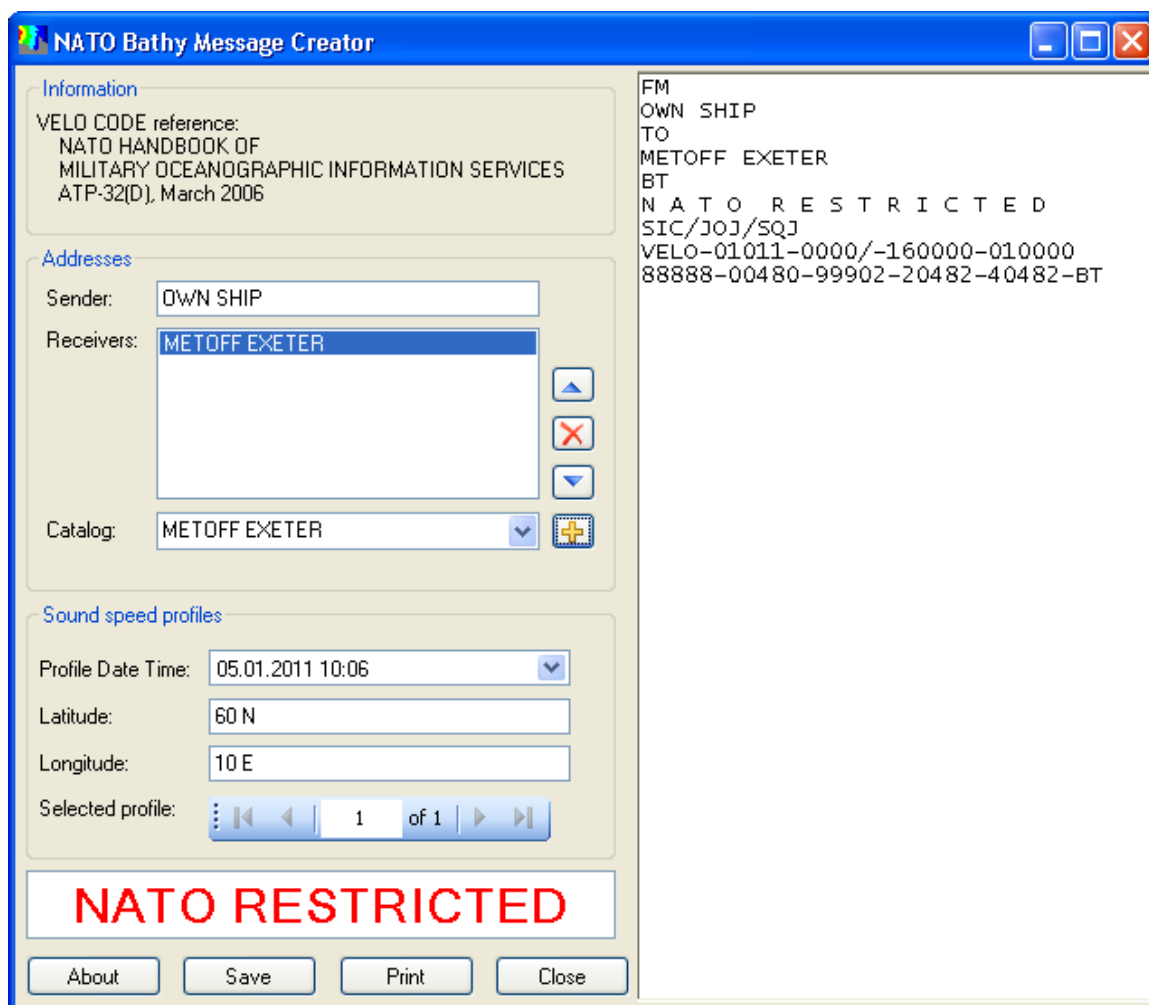 NATO Bathy Message Creator
Information
VELO CODE reference:
NATO HANDBOOK OF
MILITARY OCEANOGRAPHIC INFORMATION SERVICES
ATP-32(D), March 2006
Addresses
Sender: OWN SHIP
Receivers: METOFF EXETER
Catalog: METOFF EXETER
Sound speed profiles
Profile Date Time: 05.01.2011 10:06
Latitude: 60 N
Longitude: 10 E
Selected profile: 1 of 1
NATO RESTRICTED
About Save Print Close
FM
OWN SHIP
TO
METOFF EXETER
BT
N A T O   R E S T R I C T E D
SIC/JOJ/SQJ
VELO-01011-0000/-160000-010000
88888-00480-99902-20482-40482-BT